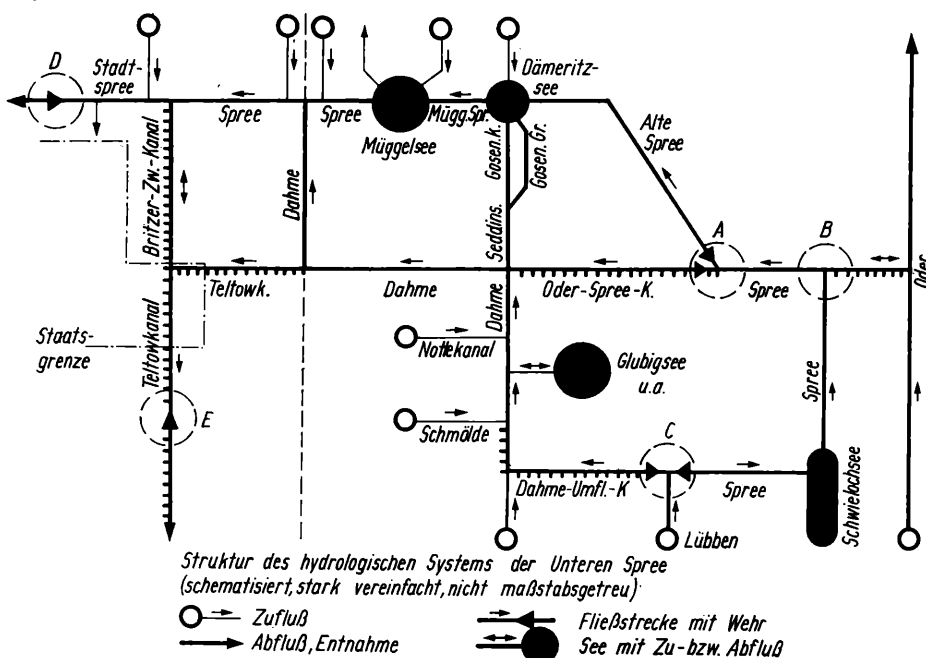 D
Stadt-
spree
Dämeritz-
see
Spree
Spree
Mügg.Spr.
Müggelsee
Gosen.k.
Gosen. Gr.
Alte
Spree
Britzer-Zw.-Kanal
Dahme
Seddins.
A
B
Teltowk.
Dahme
Oder-Spree-K.
Spree
Oder
Staats-
grenze
Teltowkanal
Nottekanal
Dahme
Glubigsee
u.a.
Spree
E
Schmölde
C
Dahme-Umfl.-K
Spree
Schwielochsee
Lübben
Struktur des hydrologischen Systems der Unteren Spree
(schematisiert, stark vereinfacht, nicht maßstabsgetreu)
Zufluß
Fließstrecke mit Wehr
Abfluß, Entnahme
See mit Zu-bzw. Abfluß